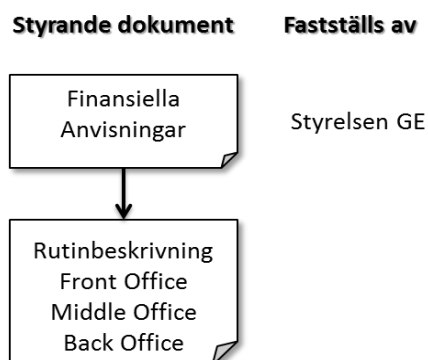 Styrande dokument
Fastställs av
Finansiella
Anvisningar
Styrelsen GE
Rutinbeskrivning
Front Office
Middle Office
Back Office